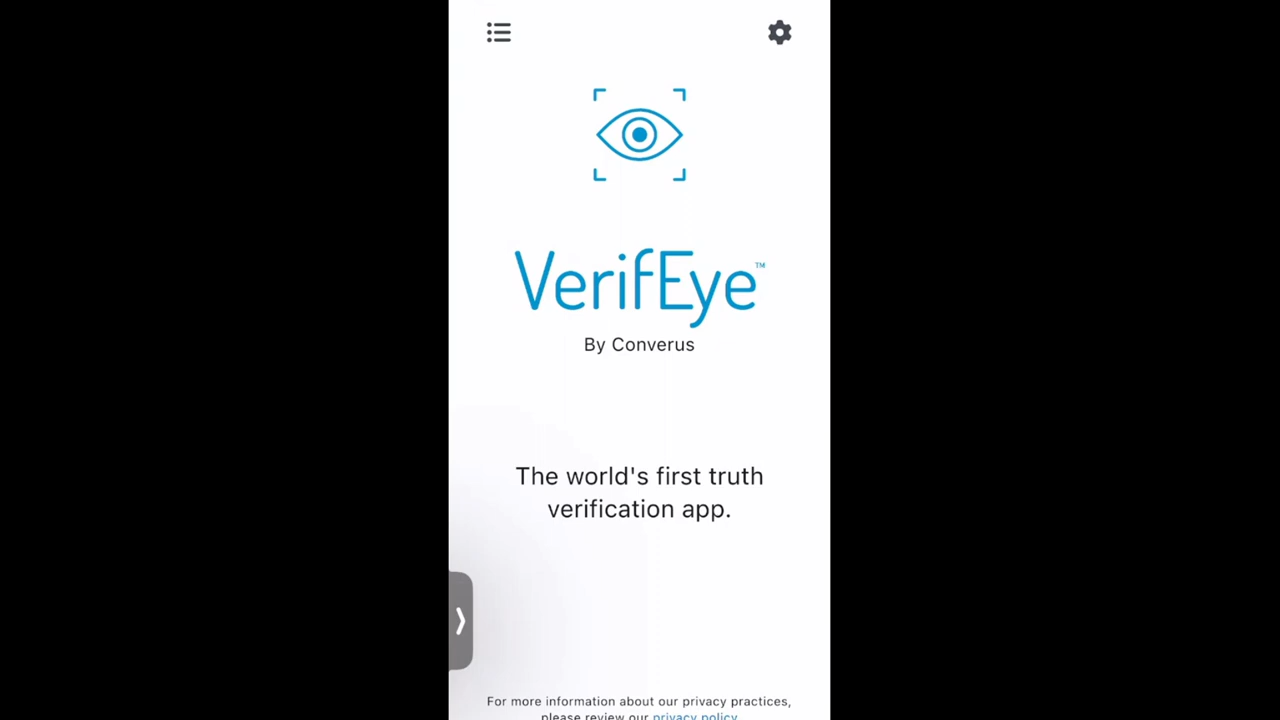 VerifEye™
By Converus
The world's first truth
verification app.
For more information about our privacy practices,
please review our privacy policy